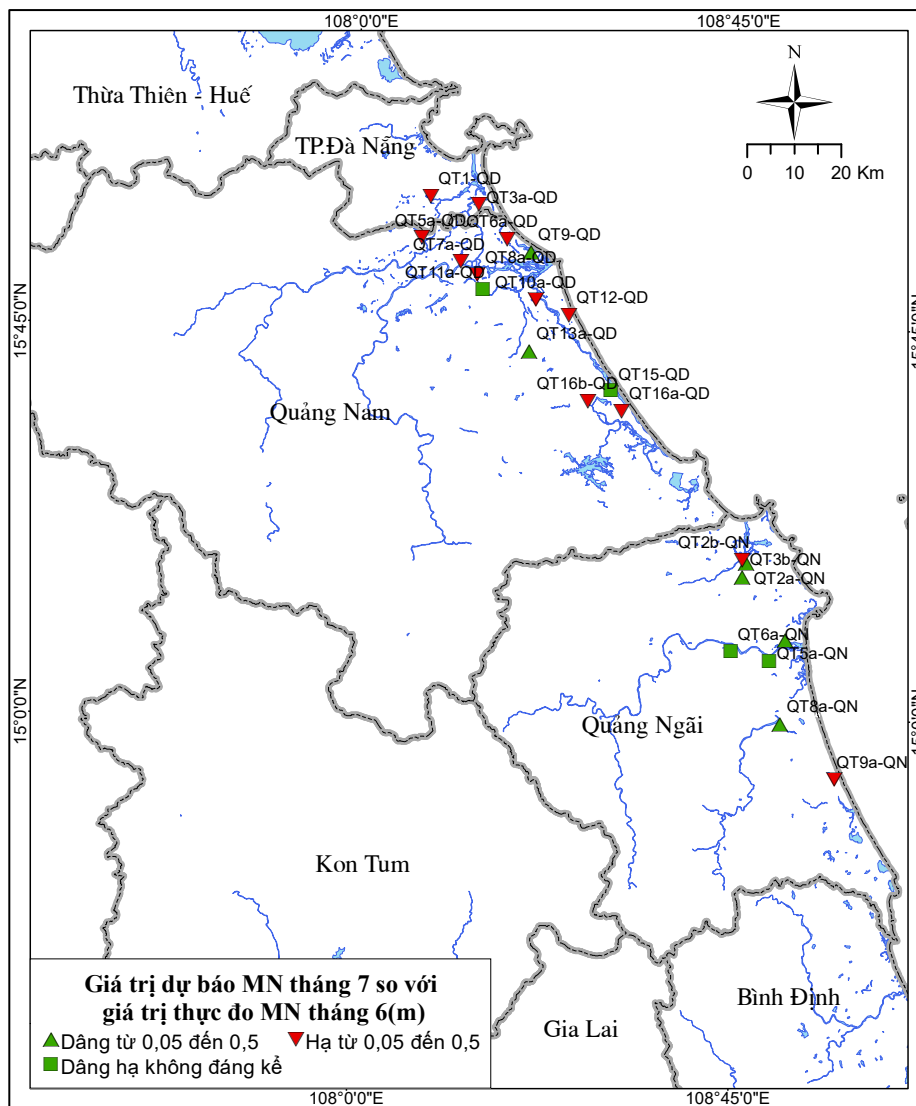 108°0'0"E
108°45'0"E
N
Thừa Thiên - Huế
TP.Đà Nẵng
0 10 20 Km
QT1-QD
QT3a-QD
QT5a-QD
QT6a-QD
QT7a-QD
QT9-QD
QT8a-QD
QT11a-QD
QT10a-QD
QT12-QD
15°45'0"N
15°45'0"N
QT13a-QD
QT15-QD
QT16b-QD
QT16a-QD
Quảng Nam
QT2b-QN
QT3b-QN
QT2a-QN
QT6a-QN
QT5a-QN
QT8a-QN
Quảng Ngãi
15°0'0"N
15°0'0"N
QT9a-QN
Kon Tum
Bình Định
Gia Lai
Giá trị dự báo MN tháng 7 so với
giá trị thực đo MN tháng 6(m)
Dâng từ 0,05 đến 0,5
Hạ từ 0,05 đến 0,5
Dâng hạ không đáng kể
108°0'0"E
108°45'0"E